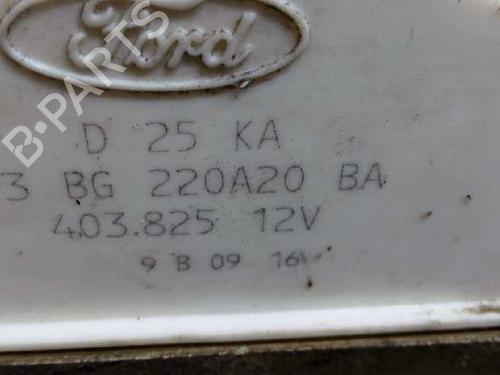 Ford
B-PARTS
D 25 KA
3 BG 220A20 BA
403.825 12V
9 B 09 16